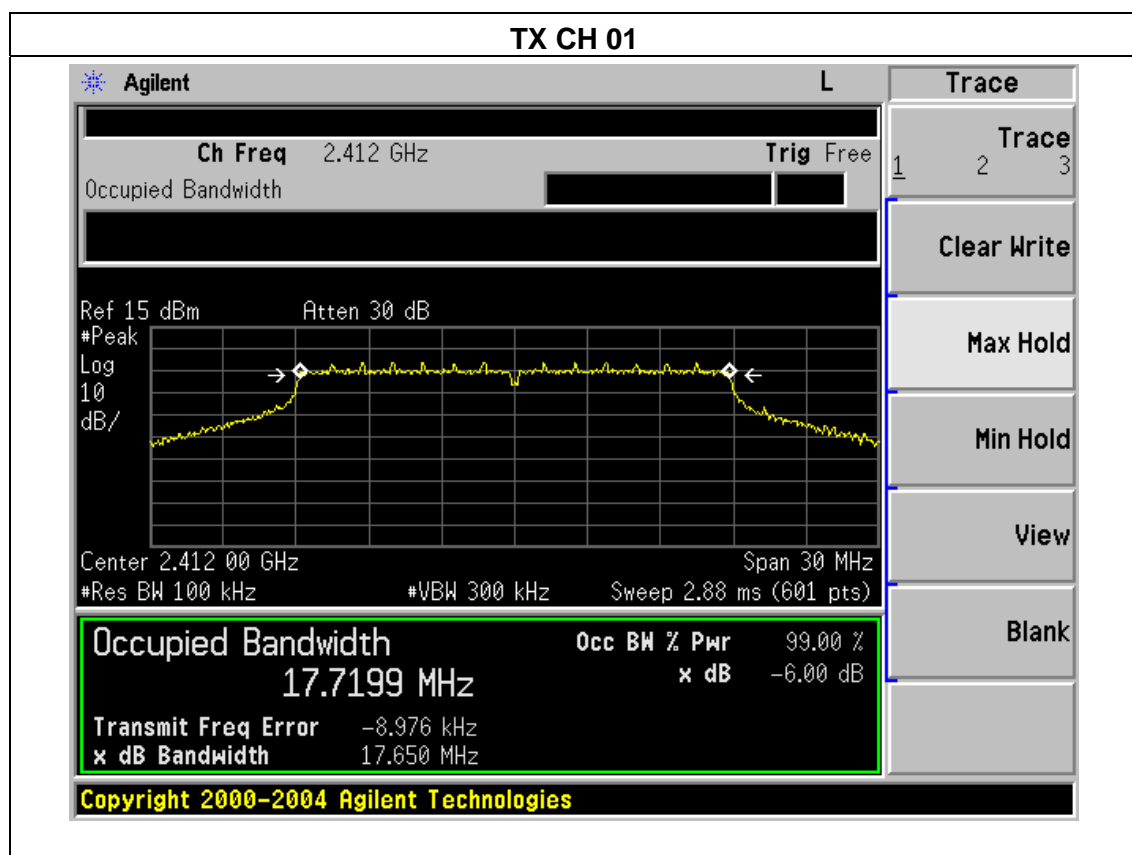 TX CH 01
Agilent L Trace
Ch Freq 2.412 GHz Trig Free
Occupied Bandwidth
Trace
1 2 3
Clear Write
Max Hold
Min Hold
View
Blank
Ref 15 dBm Atten 30 dB
#Peak
Log
10
dB/
Center 2.412 00 GHz Span 30 MHz
#Res BW 100 kHz #VBW 300 kHz Sweep 2.88 ms (601 pts)
Occupied Bandwidth Occ BW % Pwr 99.00 %
17.7199 MHz x dB -6.00 dB
Transmit Freq Error -8.976 kHz
x dB Bandwidth 17.650 MHz
Copyright 2000-2004 Agilent Technologies